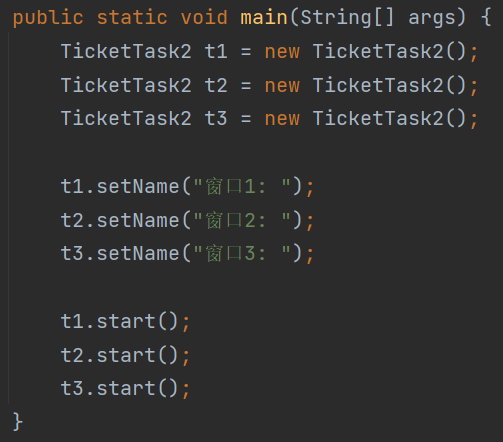 public static void main(String[] args) {
    TicketTask2 t1 = new TicketTask2();
    TicketTask2 t2 = new TicketTask2();
    TicketTask2 t3 = new TicketTask2();

    t1.setName("窗口1: ");
    t2.setName("窗口2: ");
    t3.setName("窗口3: ");

    t1.start();
    t2.start();
    t3.start();
}